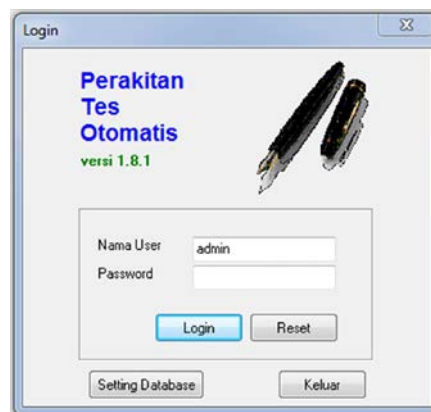 Login
Perakitan
Tes
Otomatis
versi 1.8.1
Nama User admin
Password
Login Reset
Setting Database Keluar